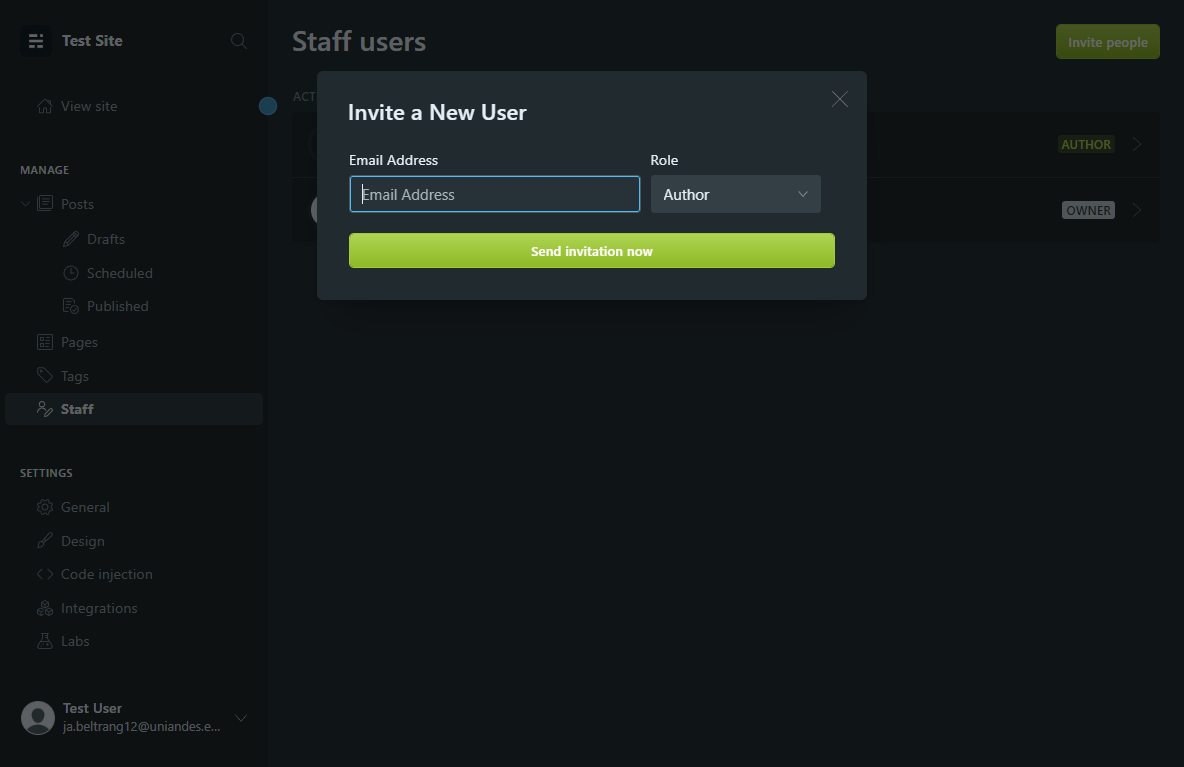 Test Site
View site
MANAGE
Posts
Drafts
Scheduled
Published
Pages
Tags
Staff
SETTINGS
General
Design
Code injection
Integrations
Labs
Test User
ja.beltrang12@uniandes.e...
Staff users
Invite people
ACT
AUTHOR
OWNER
Invite a New User
Email Address
Role
Email Address
Author
Send invitation now